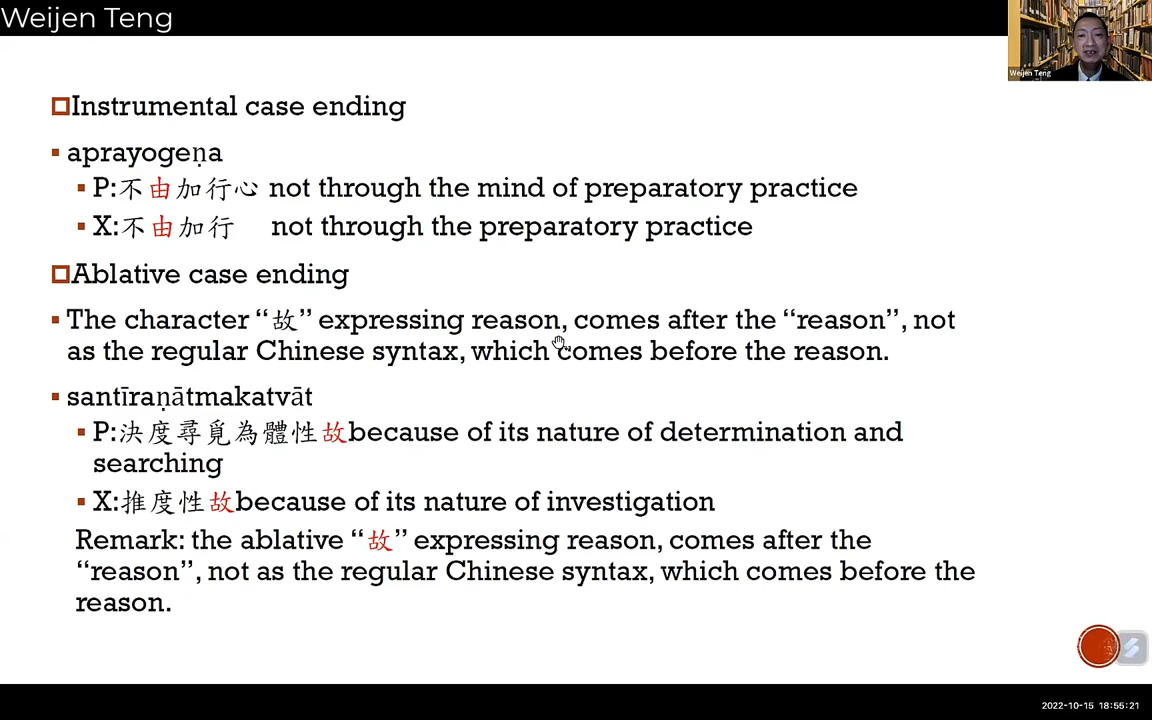 Weijen Teng
Weijen Teng
Instrumental case ending
aprayogeṇa
P:不由加行心 not through the mind of preparatory practice
X:不由加行 not through the preparatory practice
Ablative case ending
The character “故” expressing reason, comes after the “reason”, not
as the regular Chinese syntax, which comes before the reason.
santīraṇātmakatvāt
P:決度尋覓為體性故because of its nature of determination and
searching
X:推度性故because of its nature of investigation
Remark: the ablative “故” expressing reason, comes after the
“reason”, not as the regular Chinese syntax, which comes before the
reason.
2022-10-15 18:55:21